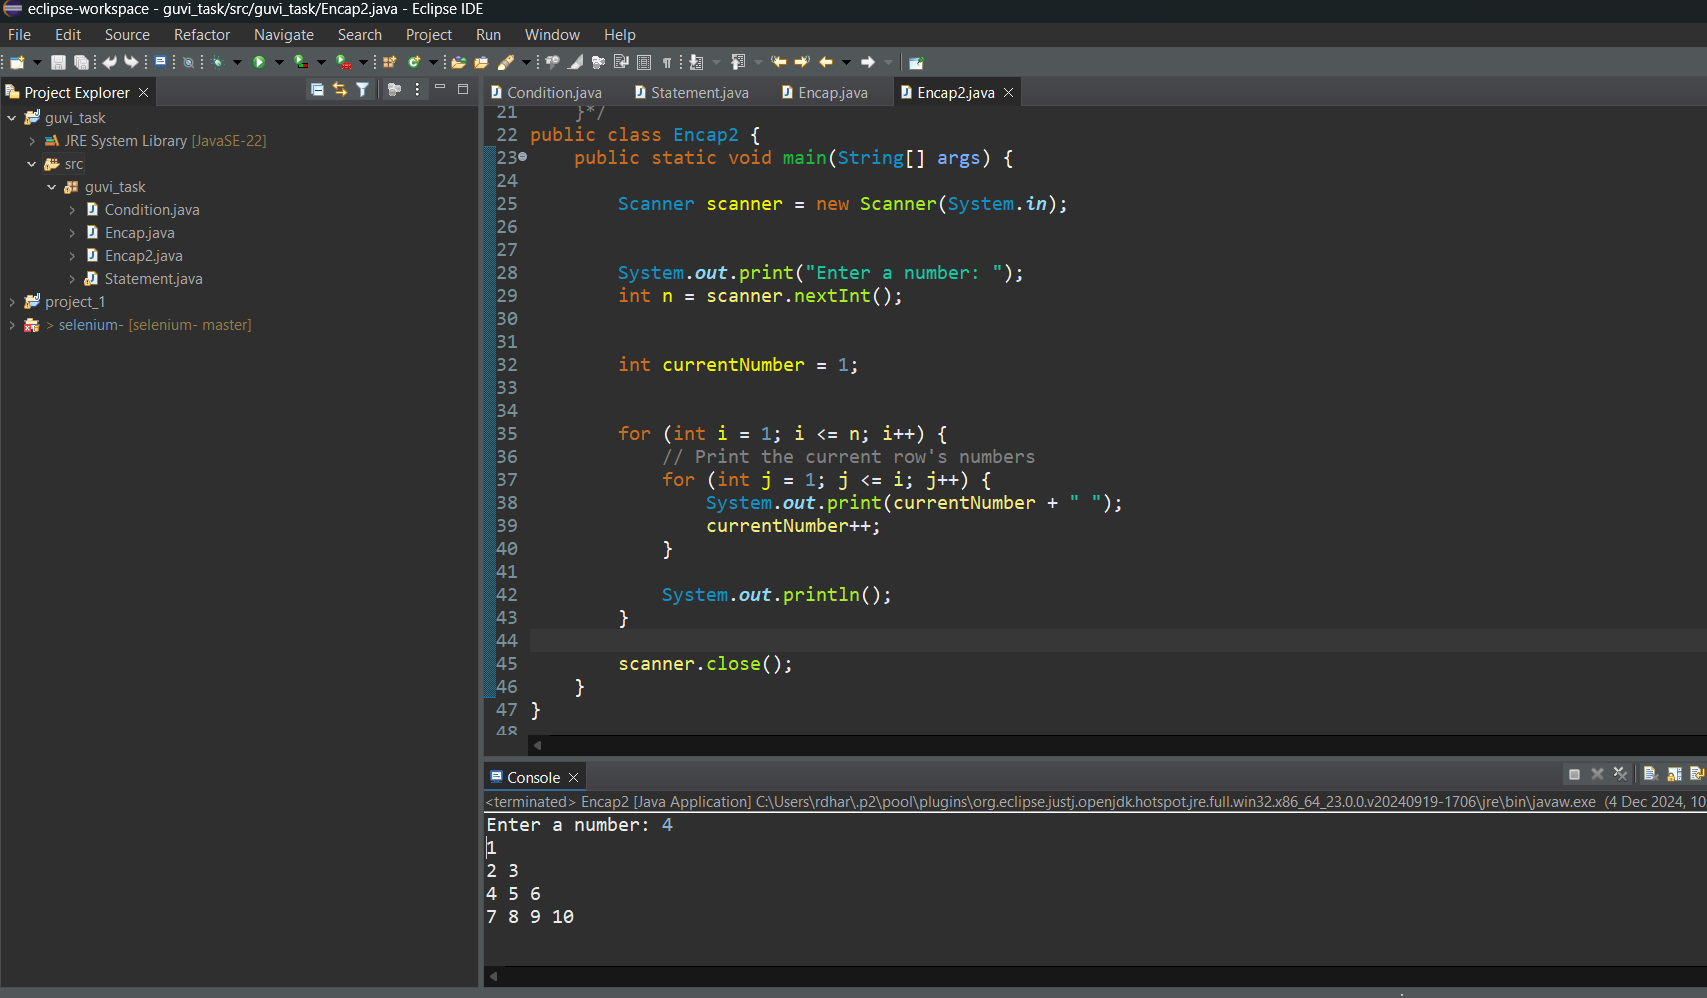 eclipse-workspace - guvi_task/src/guvi_task/Encap2.java - Eclipse IDE
File Edit Source Refactor Navigate Search Project Run Window Help
Project Explorer
guvi_task
JRE System Library [JavaSE-22]
src
guvi_task
Condition.java
Encap.java
Encap2.java
Statement.java
project_1
> selenium- [selenium- master]
Condition.java Statement.java Encap.java Encap2.java
21     }*/
22 public class Encap2 {
23     public static void main(String[] args) {
24
25         Scanner scanner = new Scanner(System.in);
26
27
28         System.out.print("Enter a number: ");
29         int n = scanner.nextInt();
30
31
32         int currentNumber = 1;
33
34
35         for (int i = 1; i <= n; i++) {
36             // Print the current row's numbers
37             for (int j = 1; j <= i; j++) {
38                 System.out.print(currentNumber + " ");
39                 currentNumber++;
40             }
41
42             System.out.println();
43         }
44
45         scanner.close();
46     }
47 }
48
Console
<terminated> Encap2 [Java Application] C:\Users\rdhar\.p2\pool\plugins\org.eclipse.justj.openjdk.hotspot.jre.full.win32.x86_64_23.0.0.v20240919-1706\jre\bin\javaw.exe (4 Dec 2024, 10
Enter a number: 4
1
2 3
4 5 6
7 8 9 10